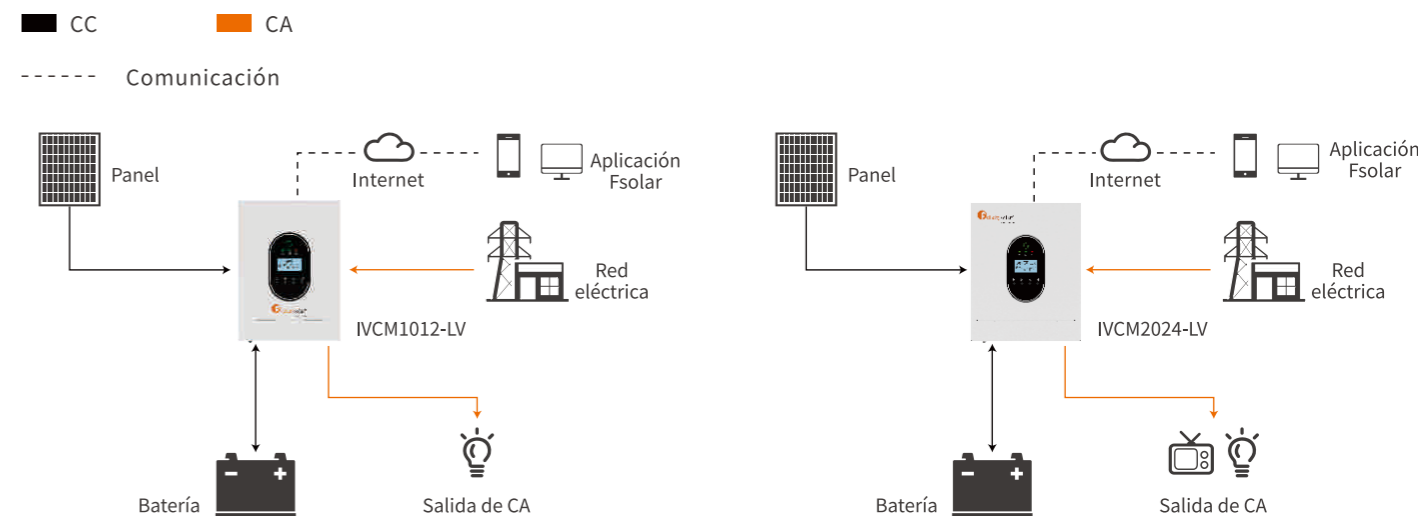 CC
CA
Comunicación
Panel
Internet
Aplicación
Fsolar
Red
eléctrica
IVCM1012-LV
Batería
Salida de CA
Panel
Internet
Aplicación
Fsolar
Red
eléctrica
IVCM2024-LV
Batería
Salida de CA